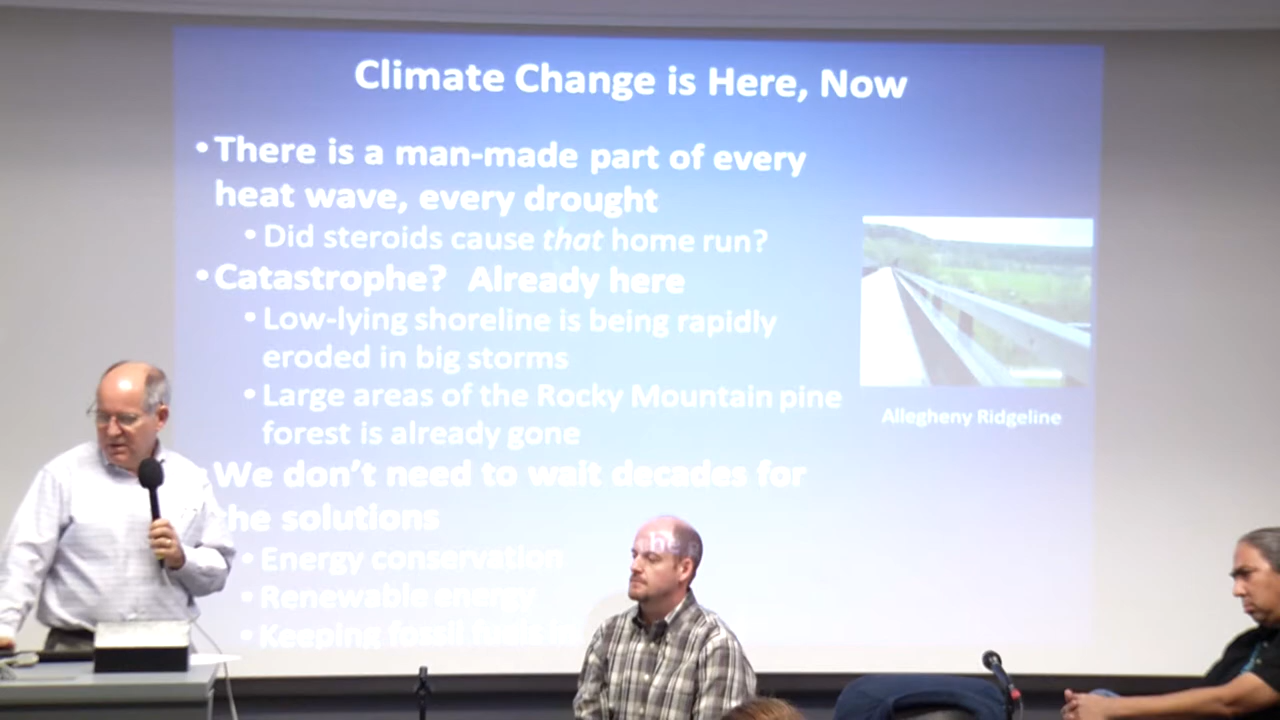 Climate Change is Here, Now
• There is a man-made part of every
heat wave, every drought
• Did steroids cause that home run?
• Catastrophe? Already here
• Low-lying shoreline is being rapidly
eroded in big storms
• Large areas of the Rocky Mountain pine
forest is already gone
• We don't need to wait decades for
the solutions
• Energy conservation
• Renewable energy
• Keeping fossil
Allegheny Ridgeline